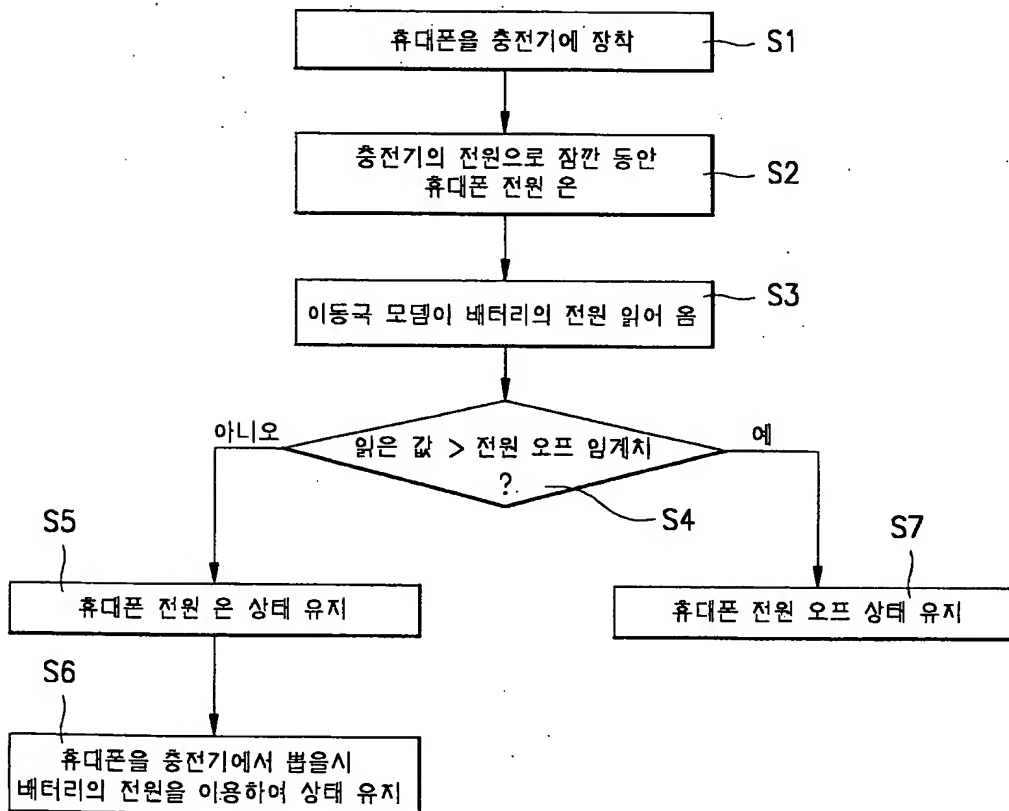 휴대폰을 충전기에 장착
S1
충전기의 전원으로 잠깐 동안
휴대폰 전원 온
S2
이동국 모뎀이 배터리의 전원 읽어 옴
S3
아니오
읽은 값 > 전원 오프 임계치
?
예
S4
S5
휴대폰 전원 온 상태 유지
S7
휴대폰 전원 오프 상태 유지
S6
휴대폰을 충전기에서 뽑을시
배터리의 전원을 이용하여 상태 유지